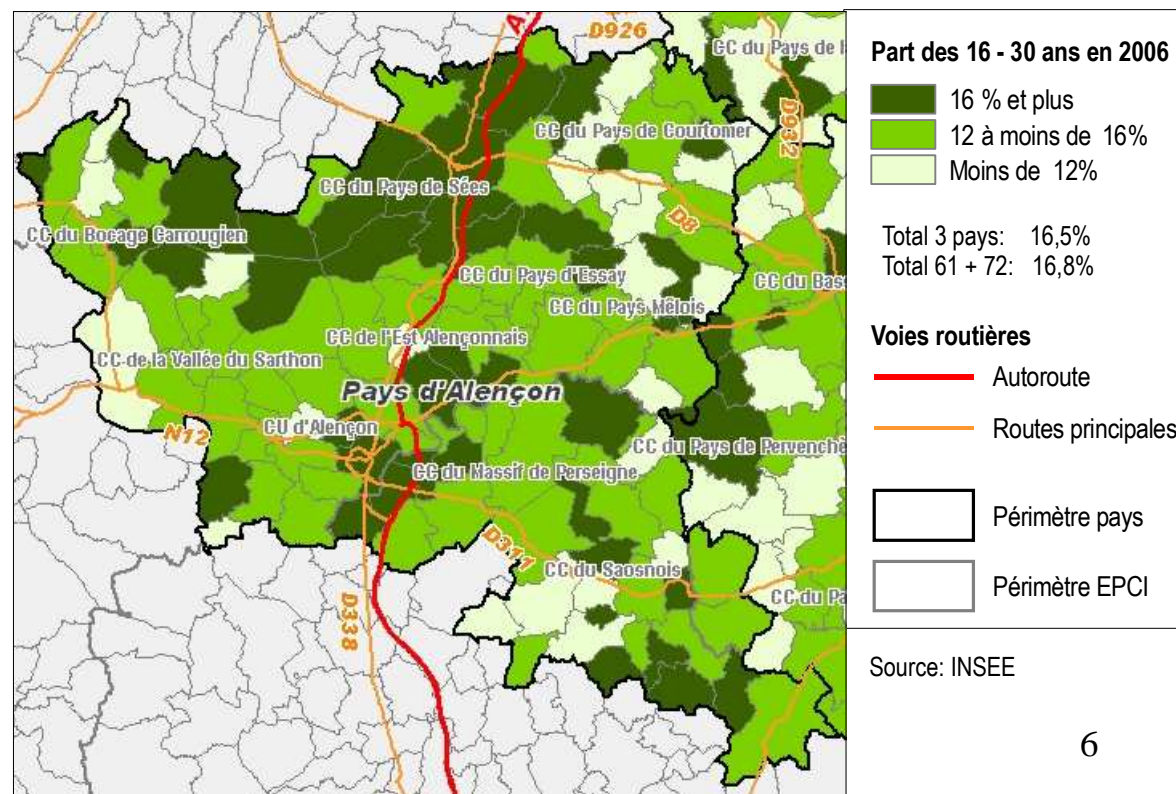 A
D926
CC du Pays de l
D932
CC du Pays de Courtomer
CC du Pays de Sées
D8
CC du Bocage Carrougien
CC du Pays d'Essay
CC du Bass
CC du Pays Mêlois
CC de l'Est Alençonnais
CC de la Vallée du Sarthon
Pays d'Alençon
CU d'Alençon
N12
CC du Pays de Pervenchè
CC du Massif de Perseigne
D311
CC du Saosnois
D338
CC du Pa
Part des 16 - 30 ans en 2006
16 % et plus
12 à moins de 16%
Moins de 12%
Total 3 pays: 16,5%
Total 61 + 72: 16,8%
Voies routières
Autoroute
Routes principales
Périmètre pays
Périmètre EPCI
Source: INSEE
6